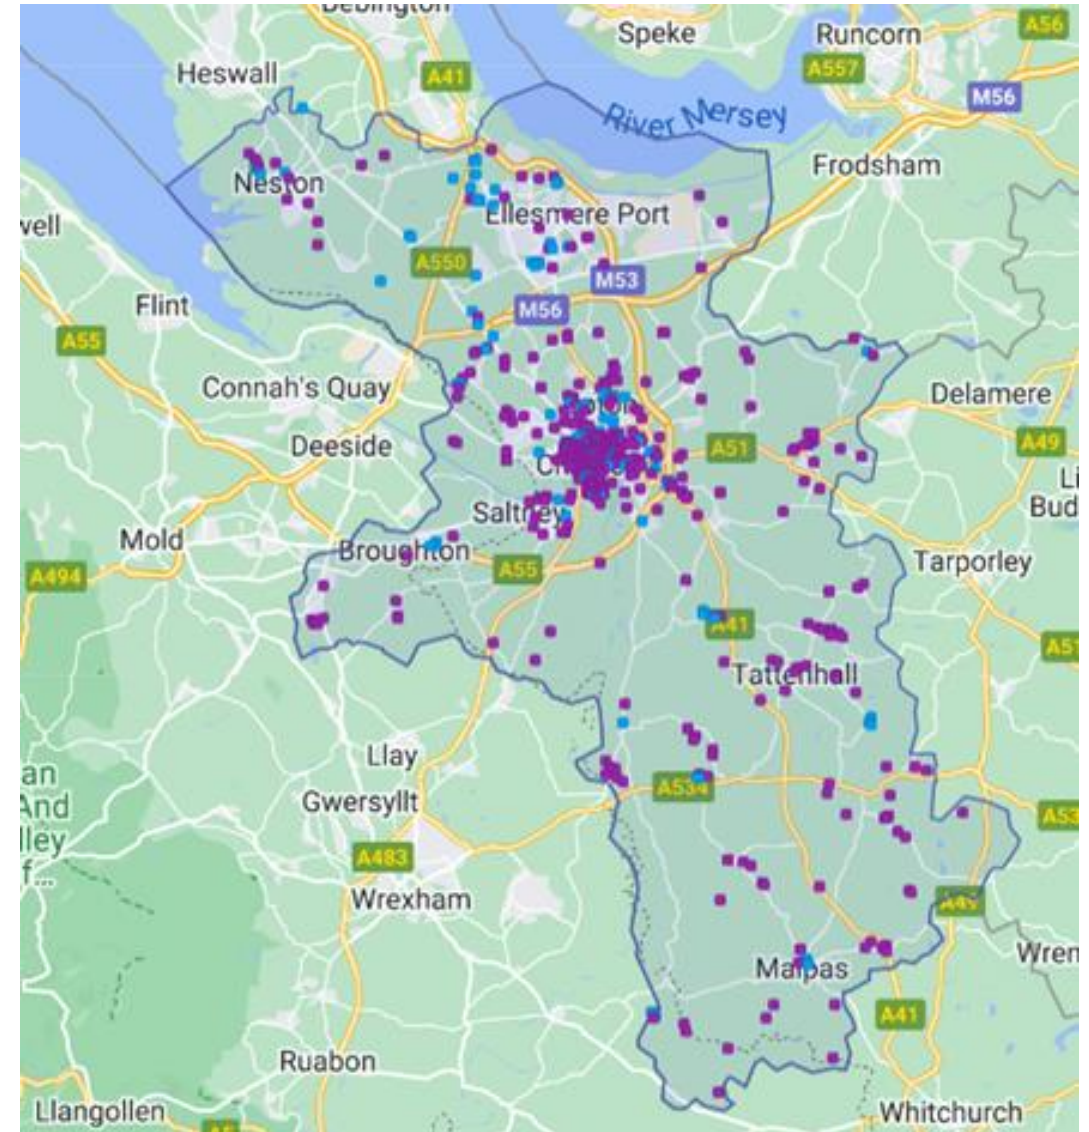 Speke
Runcorn
A56
A557
Heswall
A41
M56
River Mersey
Frodsham
Neston
Ellesmere Port
A550
M53
Flint
M56
A55
Connah's Quay
Delamere
Deeside
A51
A49
Saltney
Mold
Broughton
A494
A55
Tarporley
A41
A51
Tattenhall
Llay
A534
Gwersyllt
A483
Wrexham
A49
Malpas
A41
Ruabon
Llangollen
Whitchurch